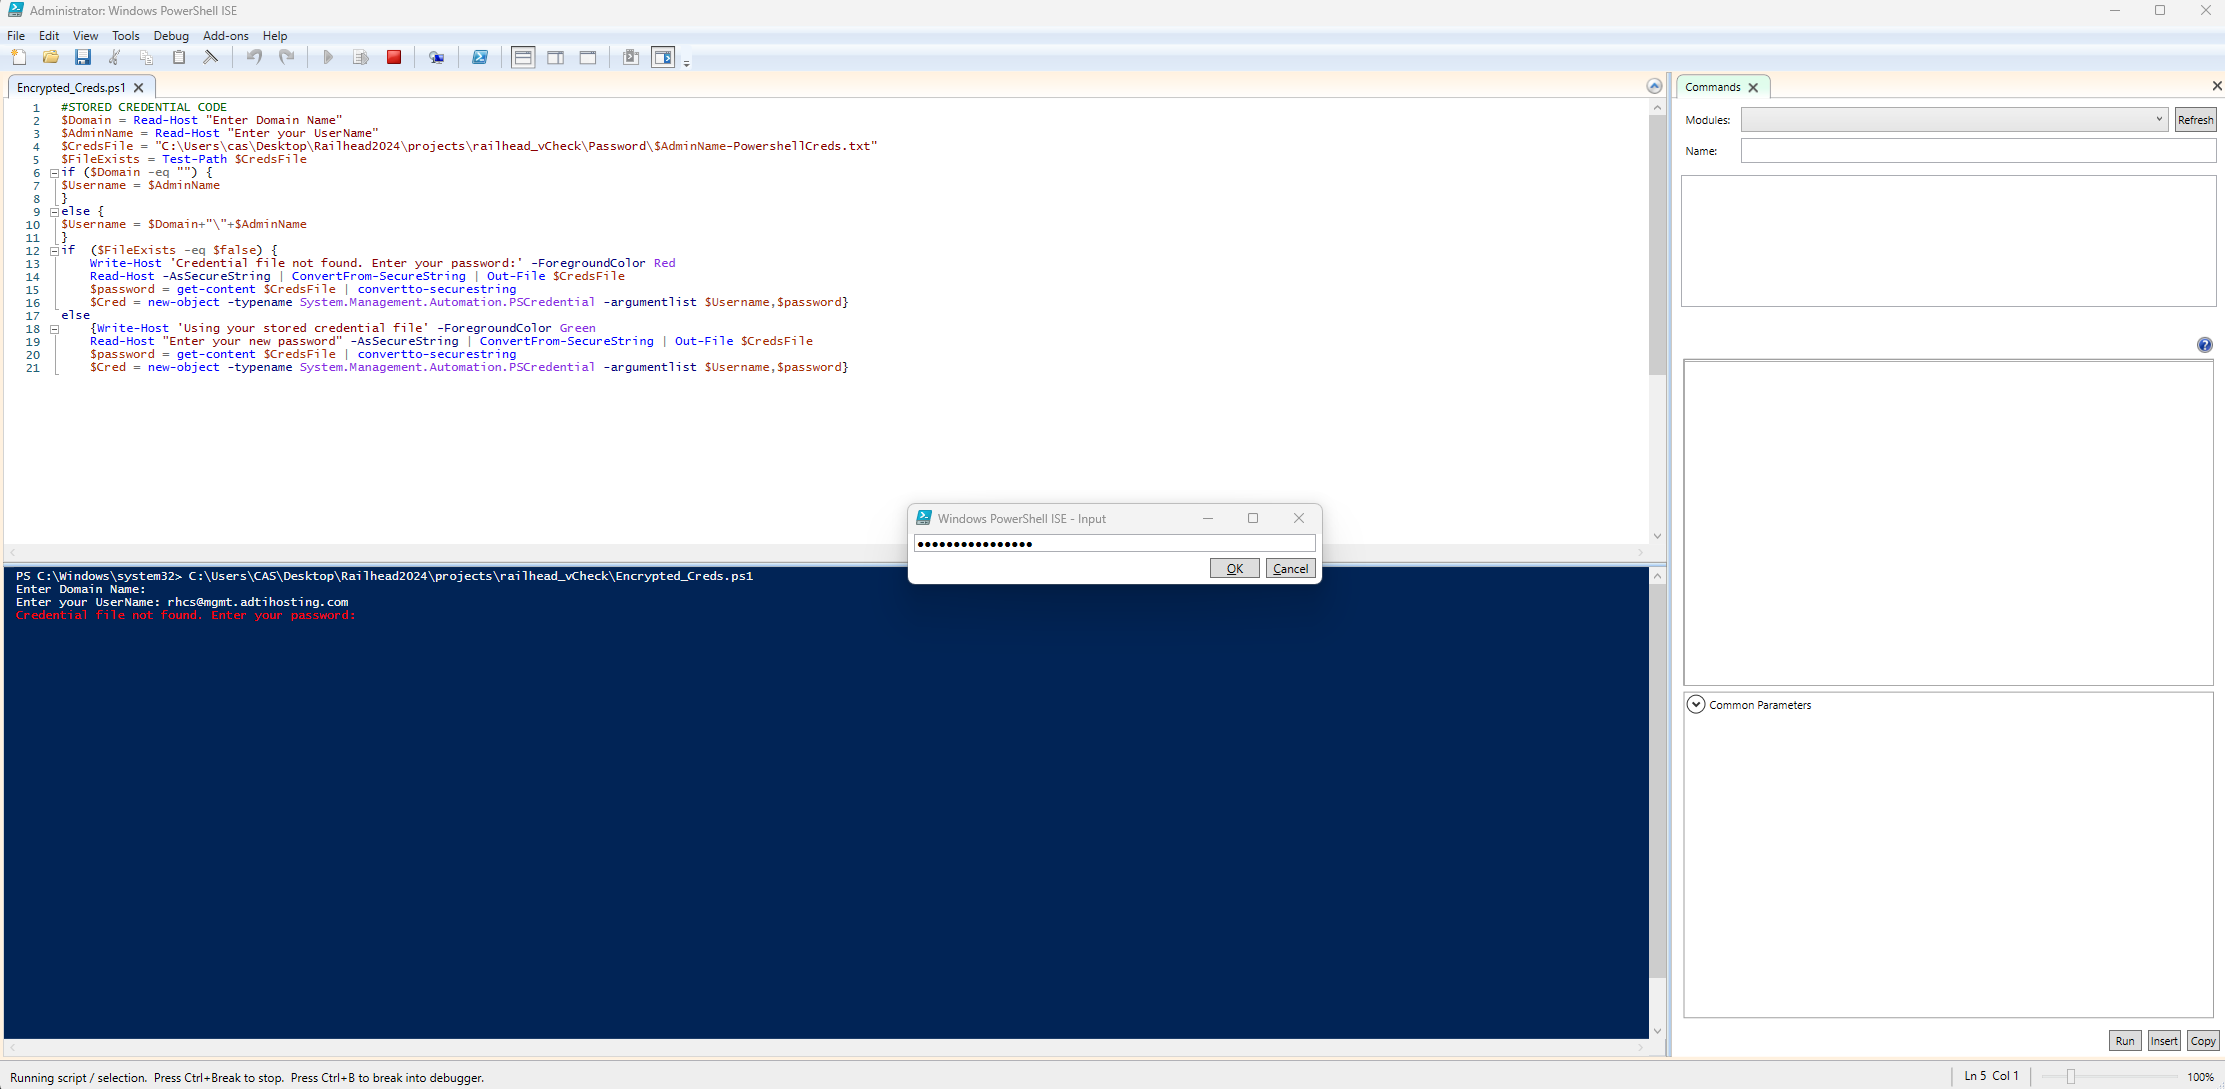 Administrator: Windows PowerShell ISE
File Edit View Tools Debug Add-ons Help
Encrypted_Creds.ps1
1 #STORED CREDENTIAL CODE
2 $Domain = Read-Host "Enter Domain Name"
3 $AdminName = Read-Host "Enter your UserName"
4 $CredsFile = "C:\Users\cas\Desktop\Railhead2024\projects\railhead_vCheck\Password\$AdminName-PowershellCreds.txt"
5 $FileExists = Test-Path $CredsFile
6 if ($Domain -eq "") {
7 $Username = $AdminName
8 }
9 else {
10 $Username = $Domain+"\"+$AdminName
11 }
12 if  ($FileExists -eq $false) {
13     Write-Host 'Credential file not found. Enter your password:' -ForegroundColor Red
14     Read-Host -AsSecureString | ConvertFrom-SecureString | Out-File $CredsFile
15     $password = get-content $CredsFile | convertto-securestring
16     $Cred = new-object -typename System.Management.Automation.PSCredential -argumentlist $Username,$password}
17 else
18     {Write-Host 'Using your stored credential file' -ForegroundColor Green
19     Read-Host "Enter your new password" -AsSecureString | ConvertFrom-SecureString | Out-File $CredsFile
20     $password = get-content $CredsFile | convertto-securestring
21     $Cred = new-object -typename System.Management.Automation.PSCredential -argumentlist $Username,$password}
Windows PowerShell ISE - Input
●●●●●●●●●●●●●●●●
OK Cancel
PS C:\Windows\system32> C:\Users\CAS\Desktop\Railhead2024\projects\railhead_vCheck\Encrypted_Creds.ps1
Enter Domain Name:
Enter your UserName: rhcs@mgmt.adtihosting.com
Credential file not found. Enter your password:
Commands
Modules: Refresh
Name:
Common Parameters
Run Insert Copy
Running script / selection.  Press Ctrl+Break to stop.  Press Ctrl+B to break into debugger.
Ln 5 Col 1 100%